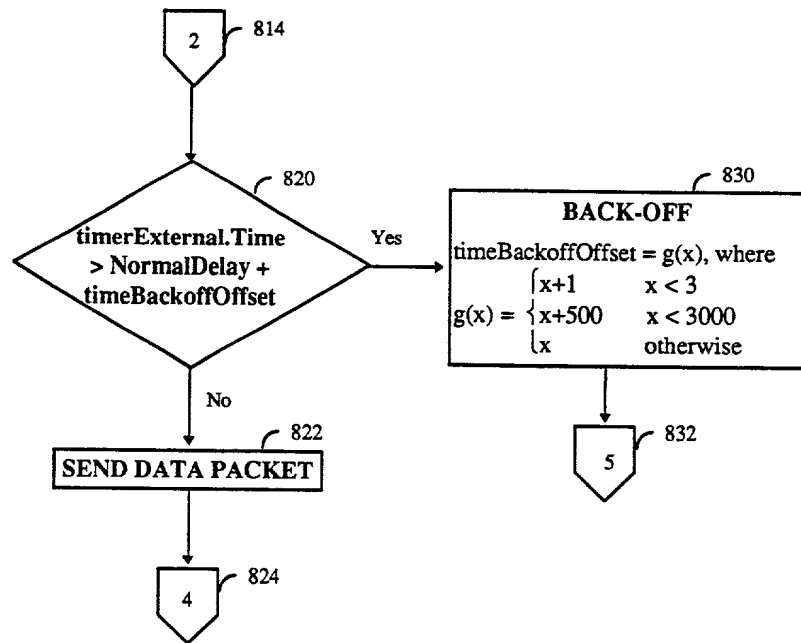 2
814
820
timerExternal.Time
> NormalDelay +
timeBackoffOffset
Yes
830
BACK-OFF
timeBackoffOffset = g(x), where
g(x) = { x+1 x < 3
x+500 x < 3000
x otherwise
No
822
SEND DATA PACKET
832
5
824
4